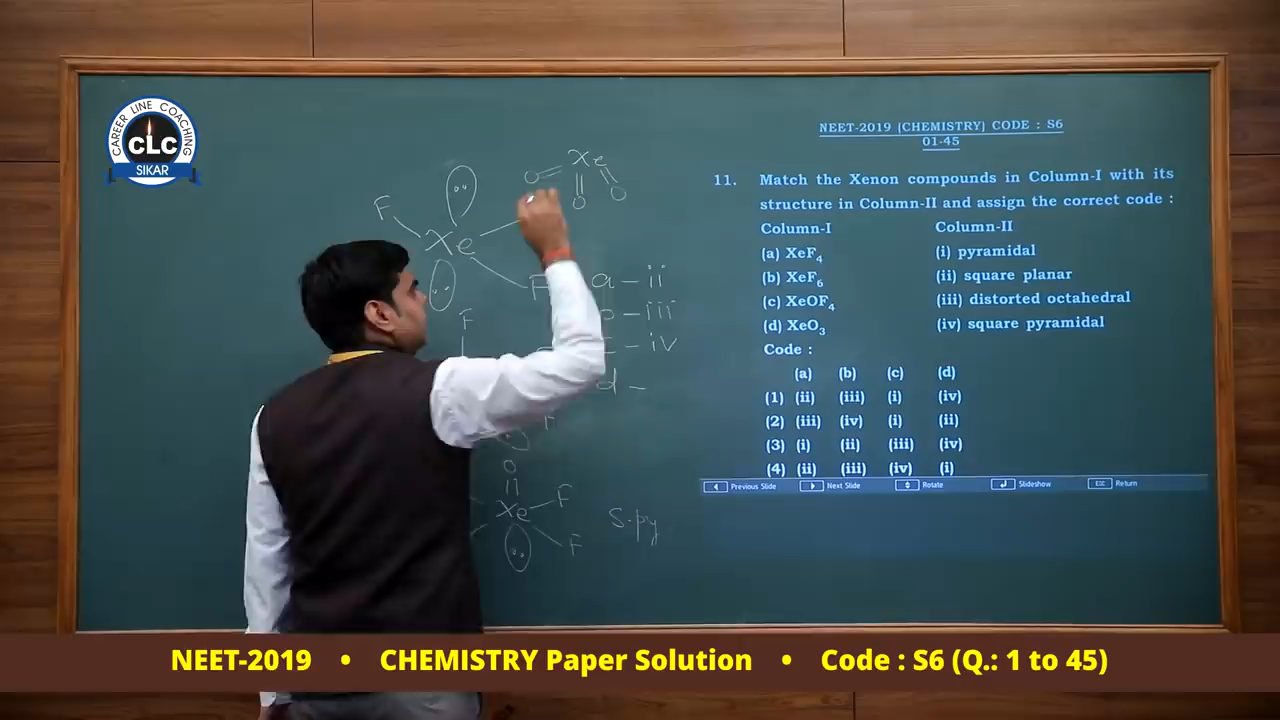 CAREER LINE COACHING
CLC
SIKAR
NEET-2019 (CHEMISTRY) CODE : S6
01-45
11. Match the Xenon compounds in Column-I with its
structure in Column-II and assign the correct code :
Column-I Column-II
(a) XeF4 (i) pyramidal
(b) XeF6 (ii) square planar
(c) XeOF4 (iii) distorted octahedral
(d) XeO3 (iv) square pyramidal
Code :
(a) (b) (c) (d)
(1) (ii) (iii) (i) (iv)
(2) (iii) (iv) (i) (ii)
(3) (i) (ii) (iii) (iv)
(4) (ii) (iii) (iv) (i)
Previous Slide Next Slide Rotate Slideshow ESC Return
Xe
O O O
F
Xe
F
a - ii
- iii
- iv
d -
F
F
O
Xe F
F
S.py
NEET-2019 • CHEMISTRY Paper Solution • Code : S6 (Q.: 1 to 45)